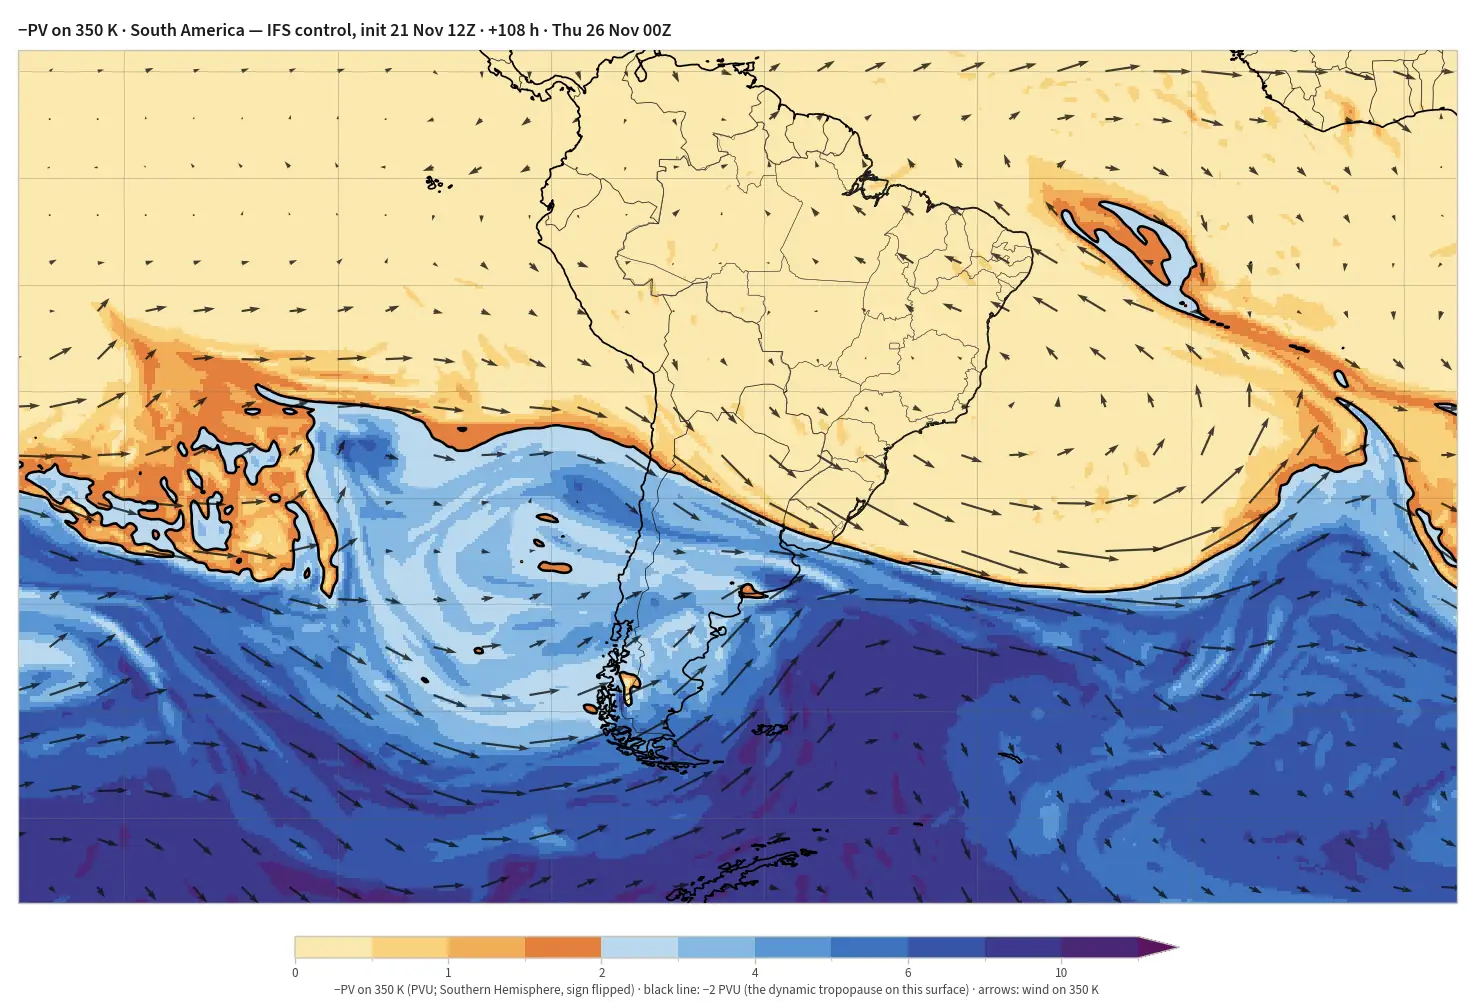 −PV on 350 K · South America — IFS control, init 21 Nov 12Z · +108 h · Thu 26 Nov 00Z
0 1 2 4 6 10
−PV on 350 K (PVU; Southern Hemisphere, sign flipped) · black line: −2 PVU (the dynamic tropopause on this surface) · arrows: wind on 350 K